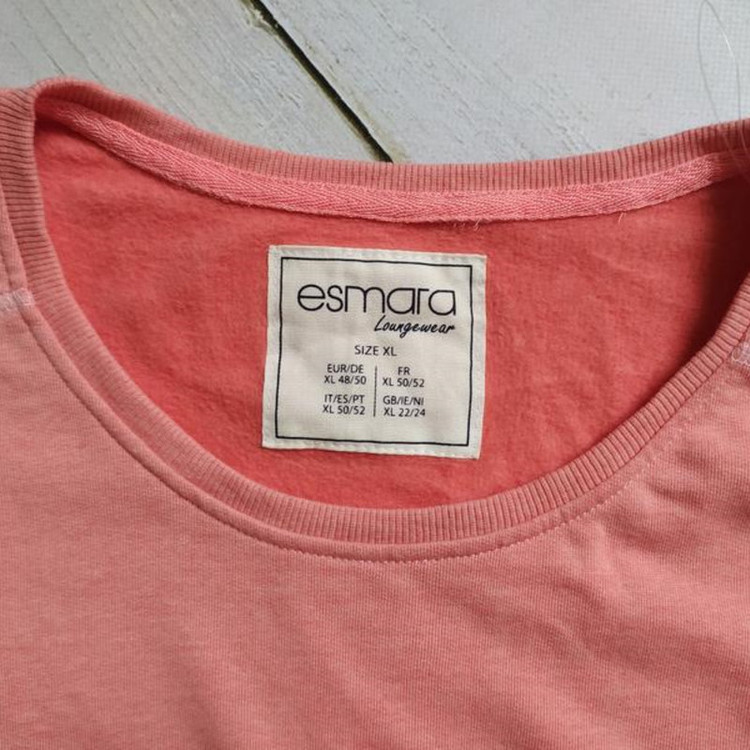 esmara
Loungewear
SIZE XL
EUR/DE
XL 48/50
FR
XL 50/52
IT/ES/PT
XL 50/52
GB/IE/NI
XL 22/24